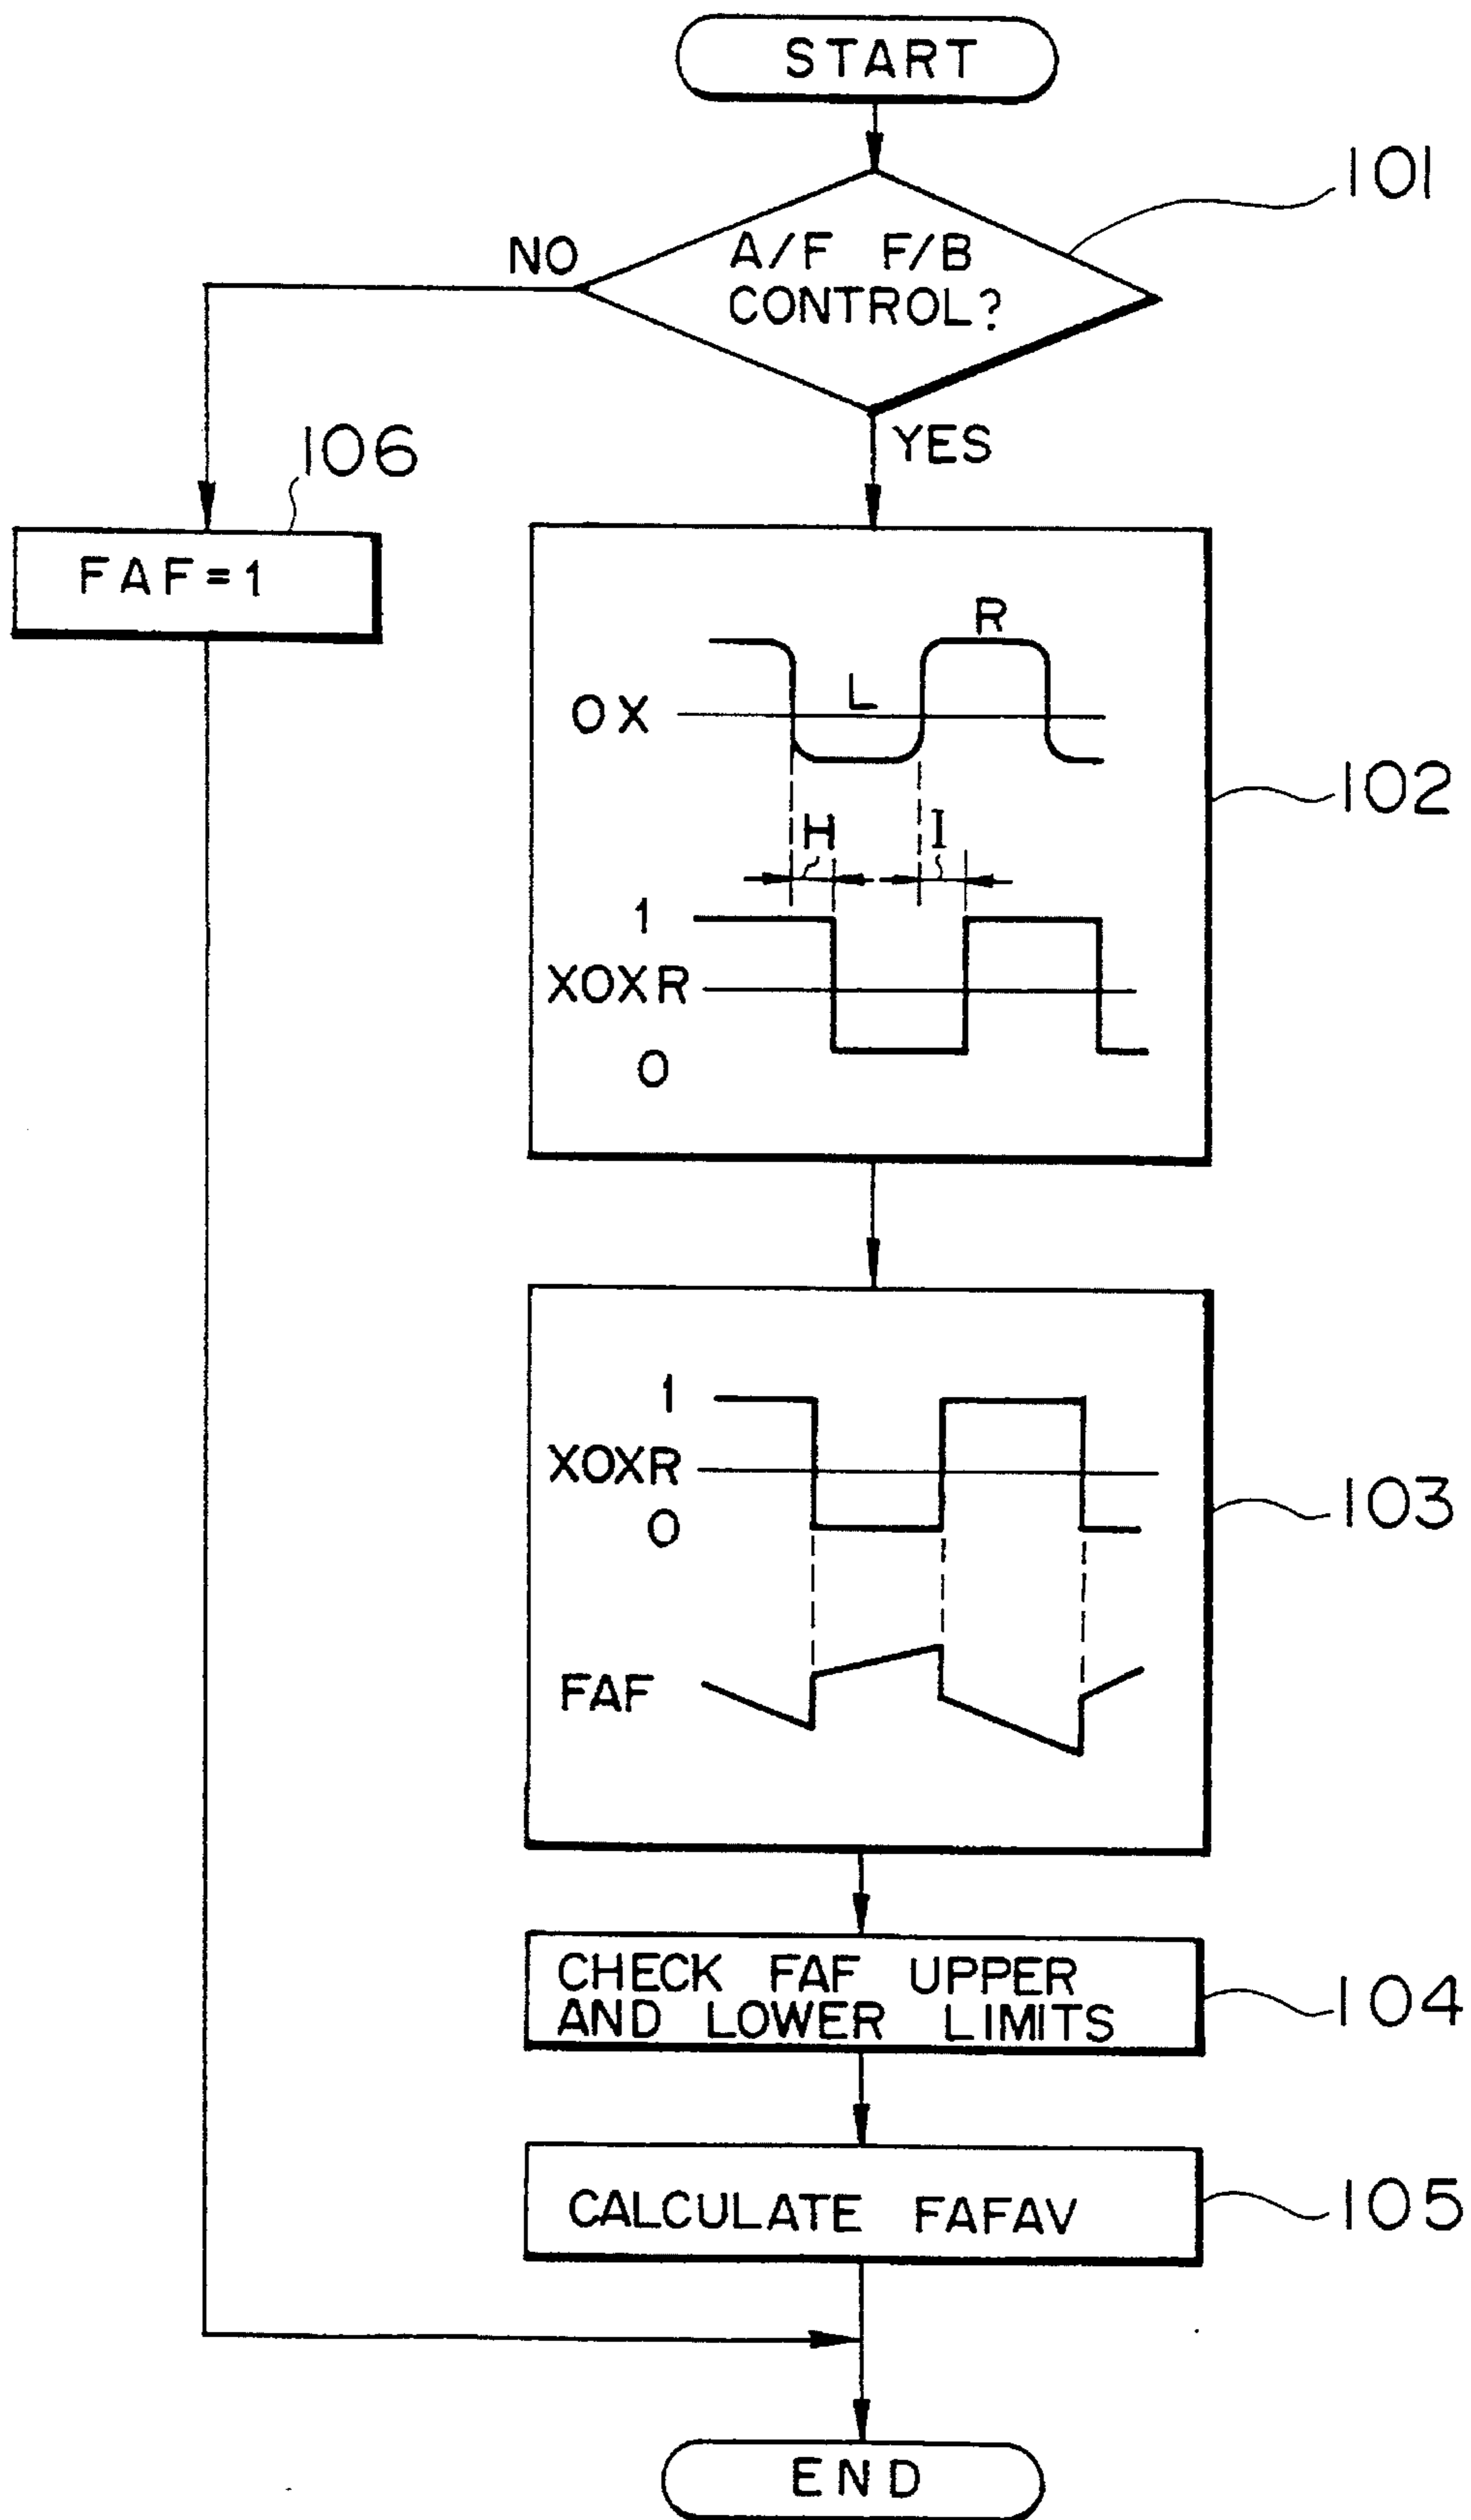 START
101
NO
A/F F/B
CONTROL?
YES
106
FAF=1
R
L
OX
102
H
I
1
XOXR
0
1
XOXR
0
103
FAF
CHECK FAF UPPER
AND LOWER LIMITS
104
CALCULATE FAFAV
105
END